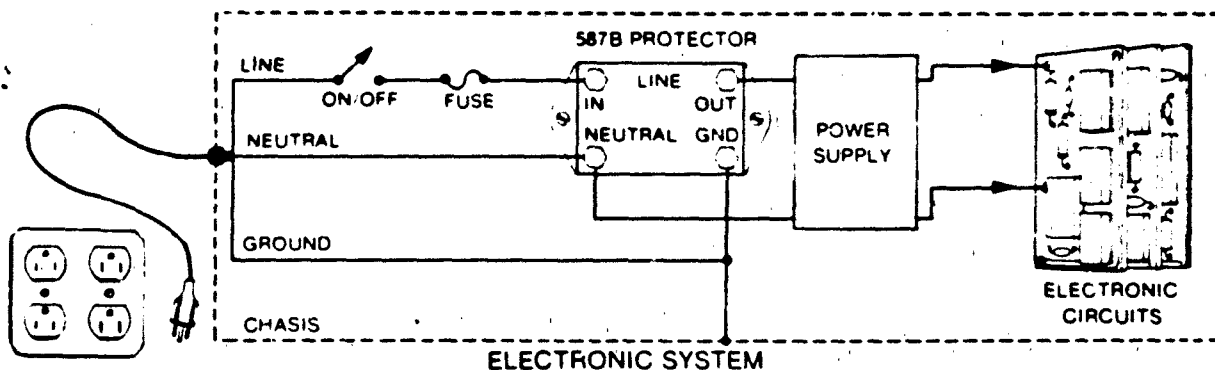 587B PROTECTOR
LINE
ON/OFF
FUSE
LINE
IN
OUT
NEUTRAL
NEUTRAL GND
POWER
SUPPLY
GROUND
CHASIS
ELECTRONIC
CIRCUITS
ELECTRONIC SYSTEM